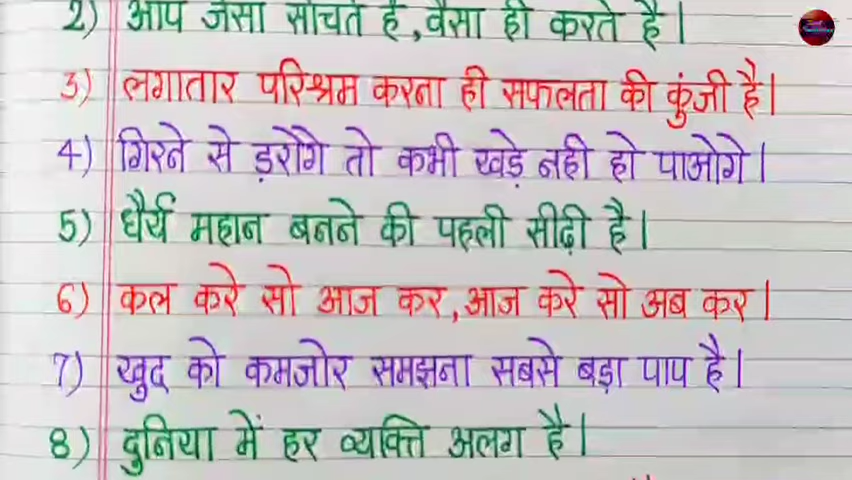 2) आप जैसा सोचते है, वैसा ही करते है।
3) लगातार परिश्रम करना ही सफलता की कुंजी है।
4) गिरने से ड़रोगे तो कभी खड़े नही हो पाओगे।
5) धैर्य महान बनने की पहली सीढ़ी है।
6) कल करे सो आज कर, आज करे सो अब कर।
7) खुद को कमजोर समझना सबसे बड़ा पाप है।
8) दुनिया में हर व्यक्ति अलग है।